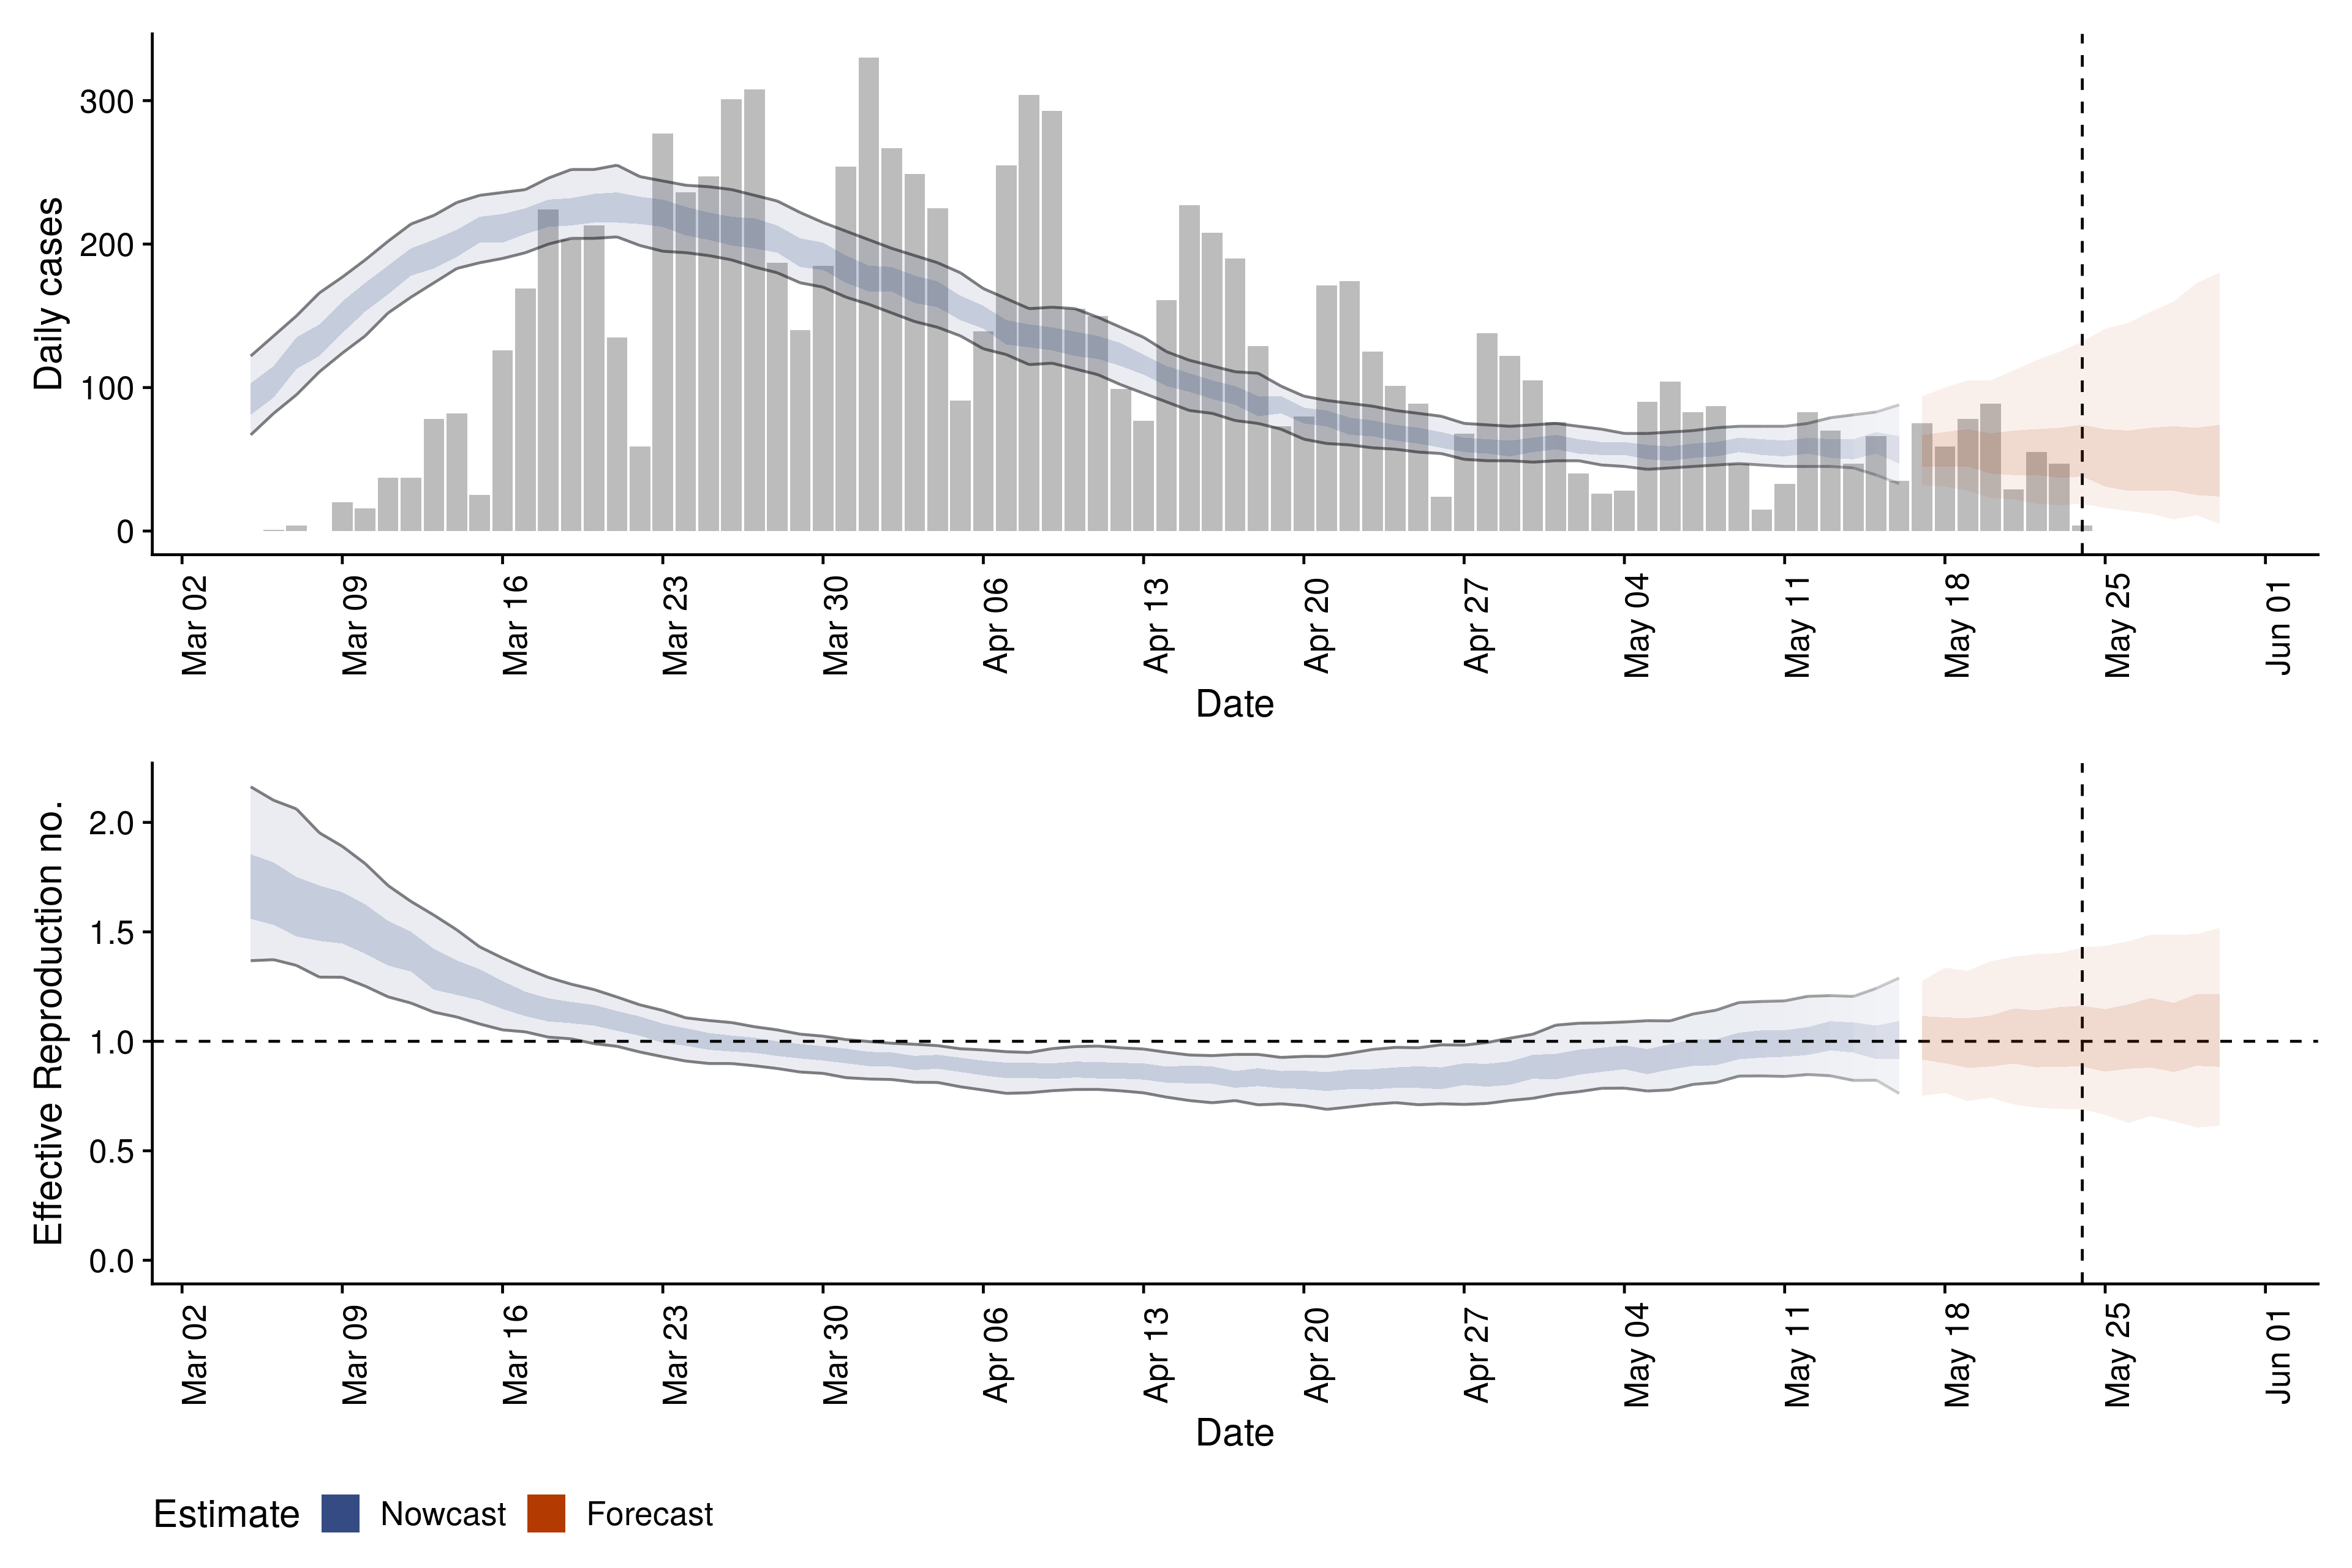 Daily cases
300
200
100
0
Mar 02
Mar 09
Mar 16
Mar 23
Mar 30
Apr 06
Apr 13
Apr 20
Apr 27
May 04
May 11
May 18
May 25
Jun 01
Date
Effective Reproduction no.
2.0
1.5
1.0
0.5
0.0
Mar 02
Mar 09
Mar 16
Mar 23
Mar 30
Apr 06
Apr 13
Apr 20
Apr 27
May 04
May 11
May 18
May 25
Jun 01
Date
Estimate Nowcast Forecast